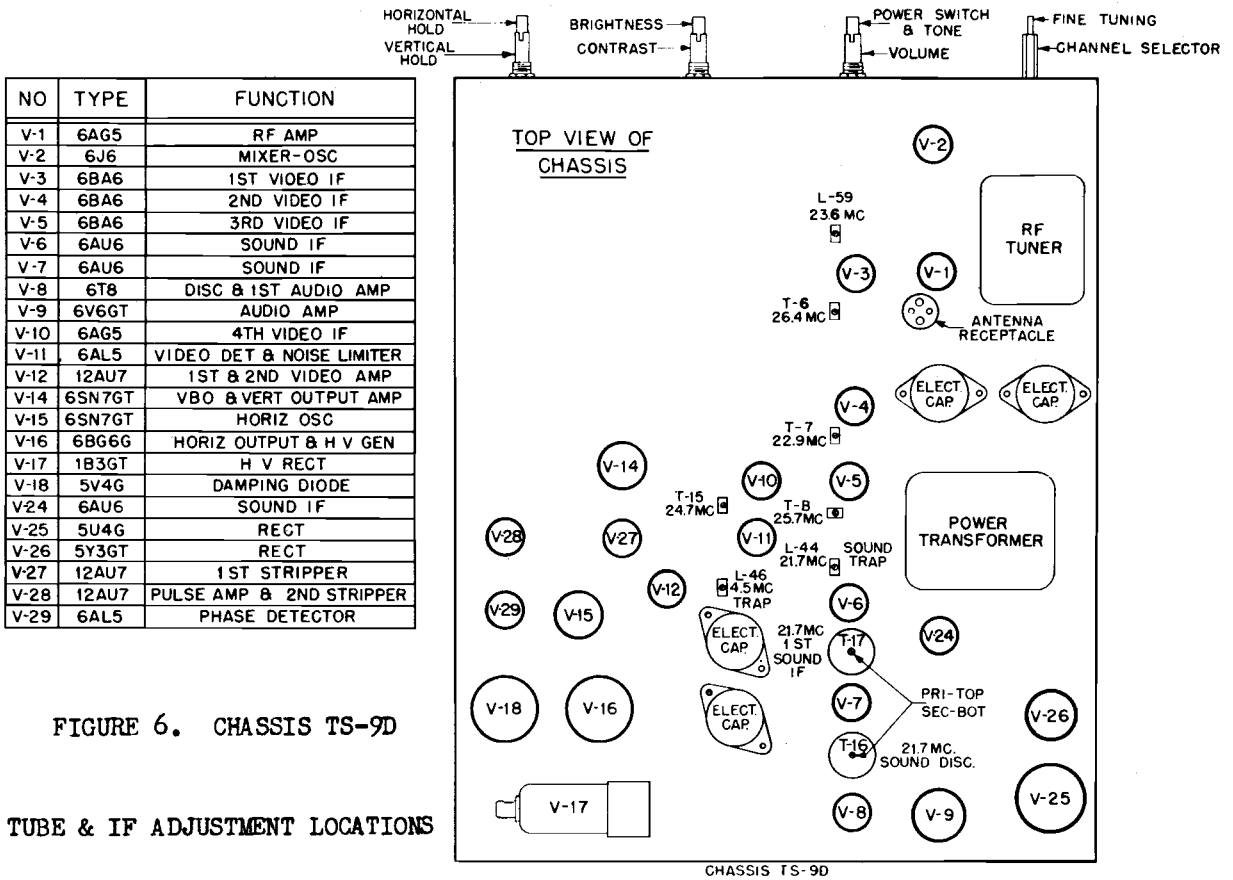 HORIZONTAL
HOLD
VERTICAL
HOLD
BRIGHTNESS
CONTRAST
POWER SWITCH
& TONE
VOLUME
FINE TUNING
CHANNEL SELECTOR
NO TYPE FUNCTION
V-1 6AG5 RF AMP
V-2 6J6 MIXER-OSC
V-3 6BA6 1ST VIDEO IF
V-4 6BA6 2ND VIDEO IF
V-5 6BA6 3RD VIDEO IF
V-6 6AU6 SOUND IF
V-7 6AU6 SOUND IF
V-8 6T8 DISC & 1ST AUDIO AMP
V-9 6V6GT AUDIO AMP
V-10 6AG5 4TH VIDEO IF
V-11 6AL5 VIDEO DET & NOISE LIMITER
V-12 12AU7 1ST & 2ND VIDEO AMP
V-14 6SN7GT VBO & VERT OUTPUT AMP
V-15 6SN7GT HORIZ OSC
V-16 6BG6G HORIZ OUTPUT & H V GEN
V-17 1B3GT H V RECT
V-18 5V4G DAMPING DIODE
V-24 6AU6 SOUND IF
V-25 5U4G RECT
V-26 5Y3GT RECT
V-27 12AU7 1ST STRIPPER
V-28 12AU7 PULSE AMP & 2ND STRIPPER
V-29 6AL5 PHASE DETECTOR
FIGURE 6. CHASSIS TS-9D
TUBE & IF ADJUSTMENT LOCATIONS
TOP VIEW OF
CHASSIS
V-2
L-59
23.6 MC
RF
TUNER
V-3
V-1
T-6
26.4 MC
ANTENNA
RECEPTACLE
ELECT.
CAP.
ELECT.
CAP.
V-4
T-7
22.9MC
V-14
V-10
V-5
T-15
24.7MC
T-8
25.7MC
POWER
TRANSFORMER
V-28
V-27
V-11
L-44
21.7MC
SOUND
TRAP
L-46
4.5MC
TRAP
V-12
V-6
V-29
V-15
ELECT.
CAP.
21.7MC
1 ST
SOUND
IF
T-17
V-24
PRI-TOP
SEC-BOT
V-18
V-16
ELECT.
CAP.
V-7
V-26
T-16
21.7 MC.
SOUND DISC.
V-17
V-8
V-9
V-25
CHASSIS TS-9D